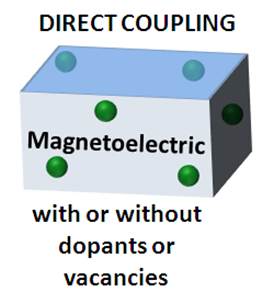 DIRECT COUPLING
Magnetoelectric
with or without
dopants or
vacancies